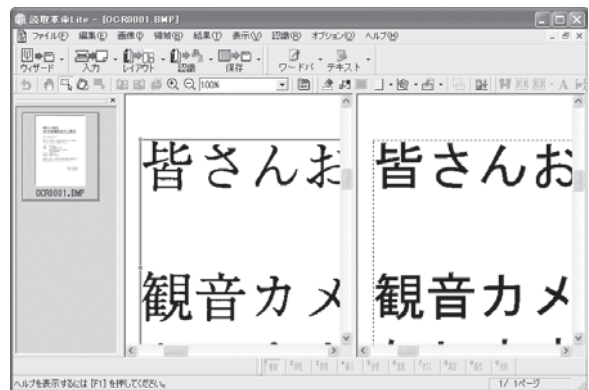 読取革命Lite - [OCR0001.BMP]
ファイル(F) 編集(E) 画像(I) 領域(R) 結果(T) 表示(V) 認識(R) オプション(O) ヘルプ(H)
ウィザード 入力 レイアウト 認識 保存 ワードパ テキスト
100%
OCR0001.BMP
皆さんお
皆さんお
観音カメ
観音カメ
ヘルプを表示するには [F1] を押してください。
1/ 1ページ